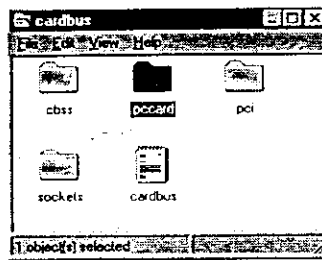 cardbus
File Edit View Help
cbss pccard pci
sockets cardbus
1 object(s) selected